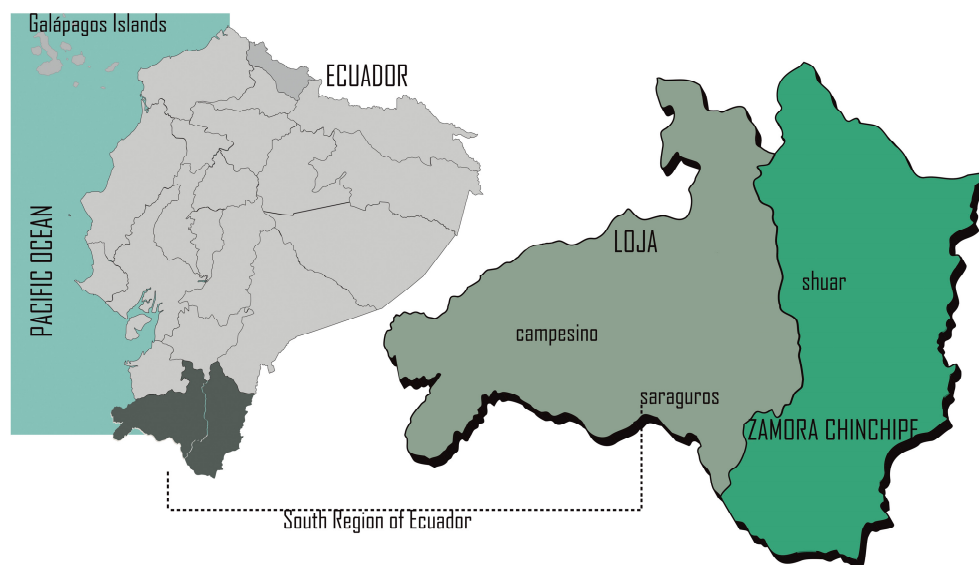 Galápagos Islands
ECUADOR
PACIFIC OCEAN
LOJA
shuar
campesino
saraguros
ZAMORA CHINCHIPE
South Region of Ecuador